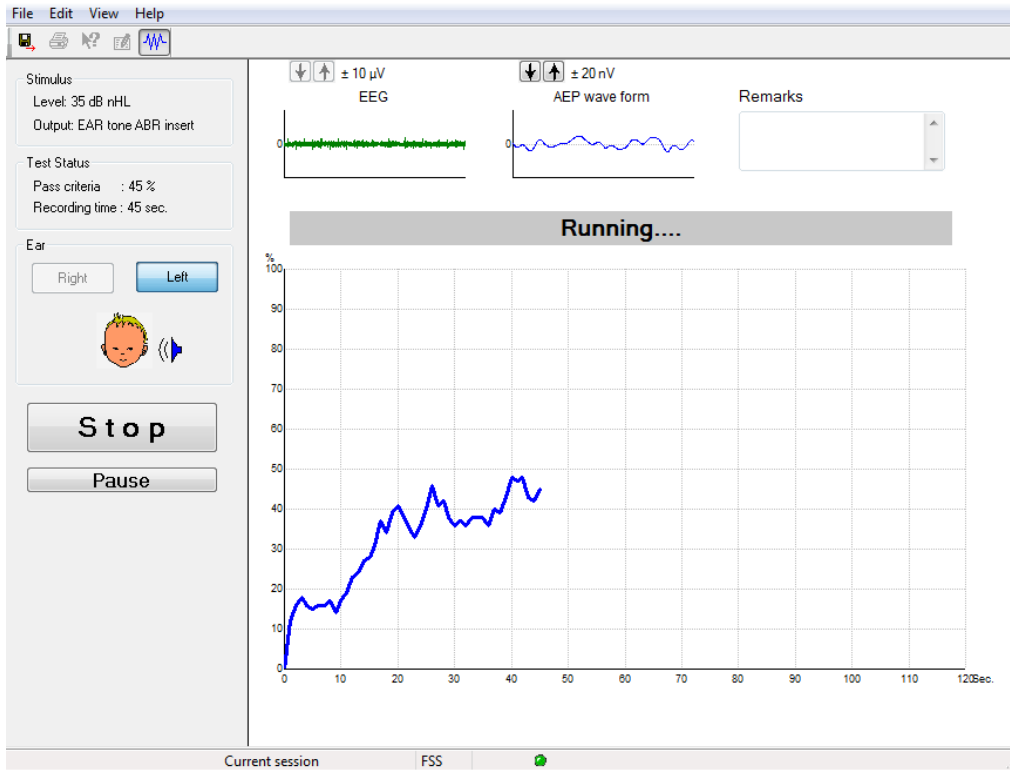 File Edit View Help
Stimulus
Level: 35 dB nHL
Output: EAR tone ABR insert
Test Status
Pass criteria : 45 %
Recording time : 45 sec.
Ear
Right Left
Stop
Pause
± 10 µV
EEG
0
± 20 nV
AEP wave form
0
Remarks
Running....
%
100
90
80
70
60
50
40
30
20
10
0
0 10 20 30 40 50 60 70 80 90 100 110 120 Sec.
Current session FSS